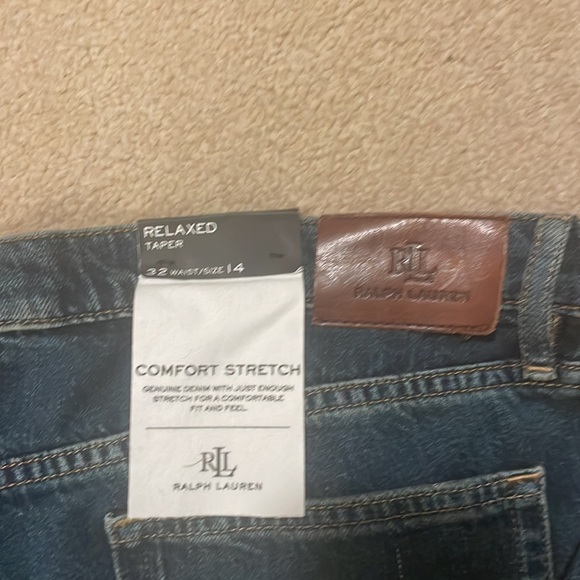 RELAXED
TAPER
32 WAIST/SIZE 14
COMFORT STRETCH
GENUINE DENIM WITH JUST ENOUGH
STRETCH FOR A COMFORTABLE
FIT AND FEEL
RLL
RALPH LAUREN
RLL
RALPH LAUREN